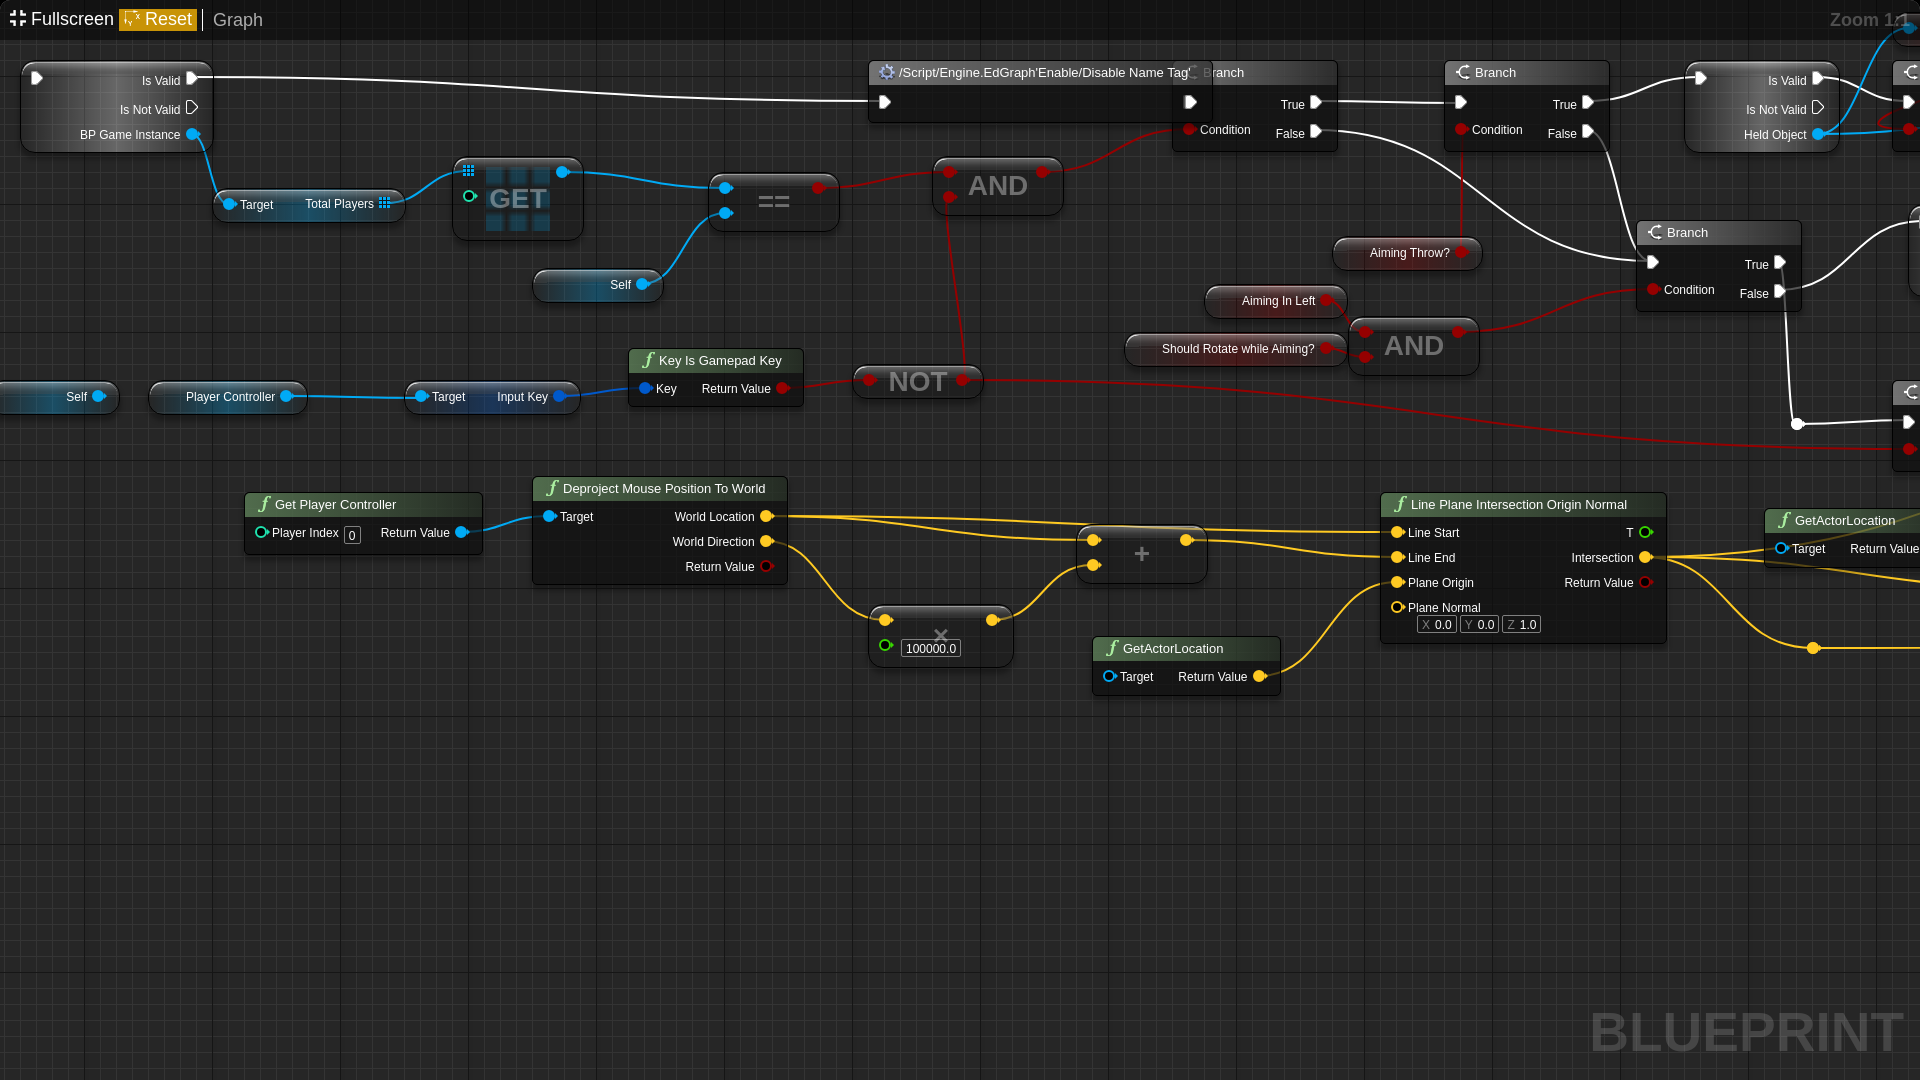 Fullscreen Reset Graph
Zoom 1:1
Is Valid
Is Not Valid
BP Game Instance
/Script/Engine.EdGraph'Enable/Disable Name Tag'
Branch
True
Condition
False
Branch
True
Condition
False
Is Valid
Is Not Valid
Held Object
Target Total Players
GET
==
AND
Self
Aiming Throw?
Branch
True
Condition
False
Aiming In Left
Should Rotate while Aiming?
AND
Self
Player Controller
Target Input Key
Key Is Gamepad Key
Key Return Value
NOT
Get Player Controller
Player Index 0 Return Value
Deproject Mouse Position To World
Target World Location
World Direction
Return Value
+
×
100000.0
GetActorLocation
Target Return Value
Line Plane Intersection Origin Normal
Line Start T
Line End Intersection
Plane Origin Return Value
Plane Normal
X 0.0 Y 0.0 Z 1.0
GetActorLocation
Target Return Value
BLUEPRINT